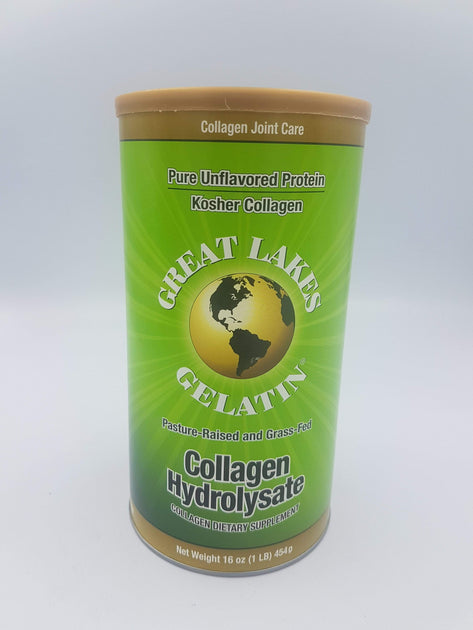 Collagen Joint Care
Pure Unflavored Protein
Kosher Collagen
GREAT LAKES
GELATIN®
Pasture-Raised and Grass-Fed
Collagen
Hydrolysate
COLLAGEN DIETARY SUPPLEMENT
Net Weight 16 oz (1 LB) 454g